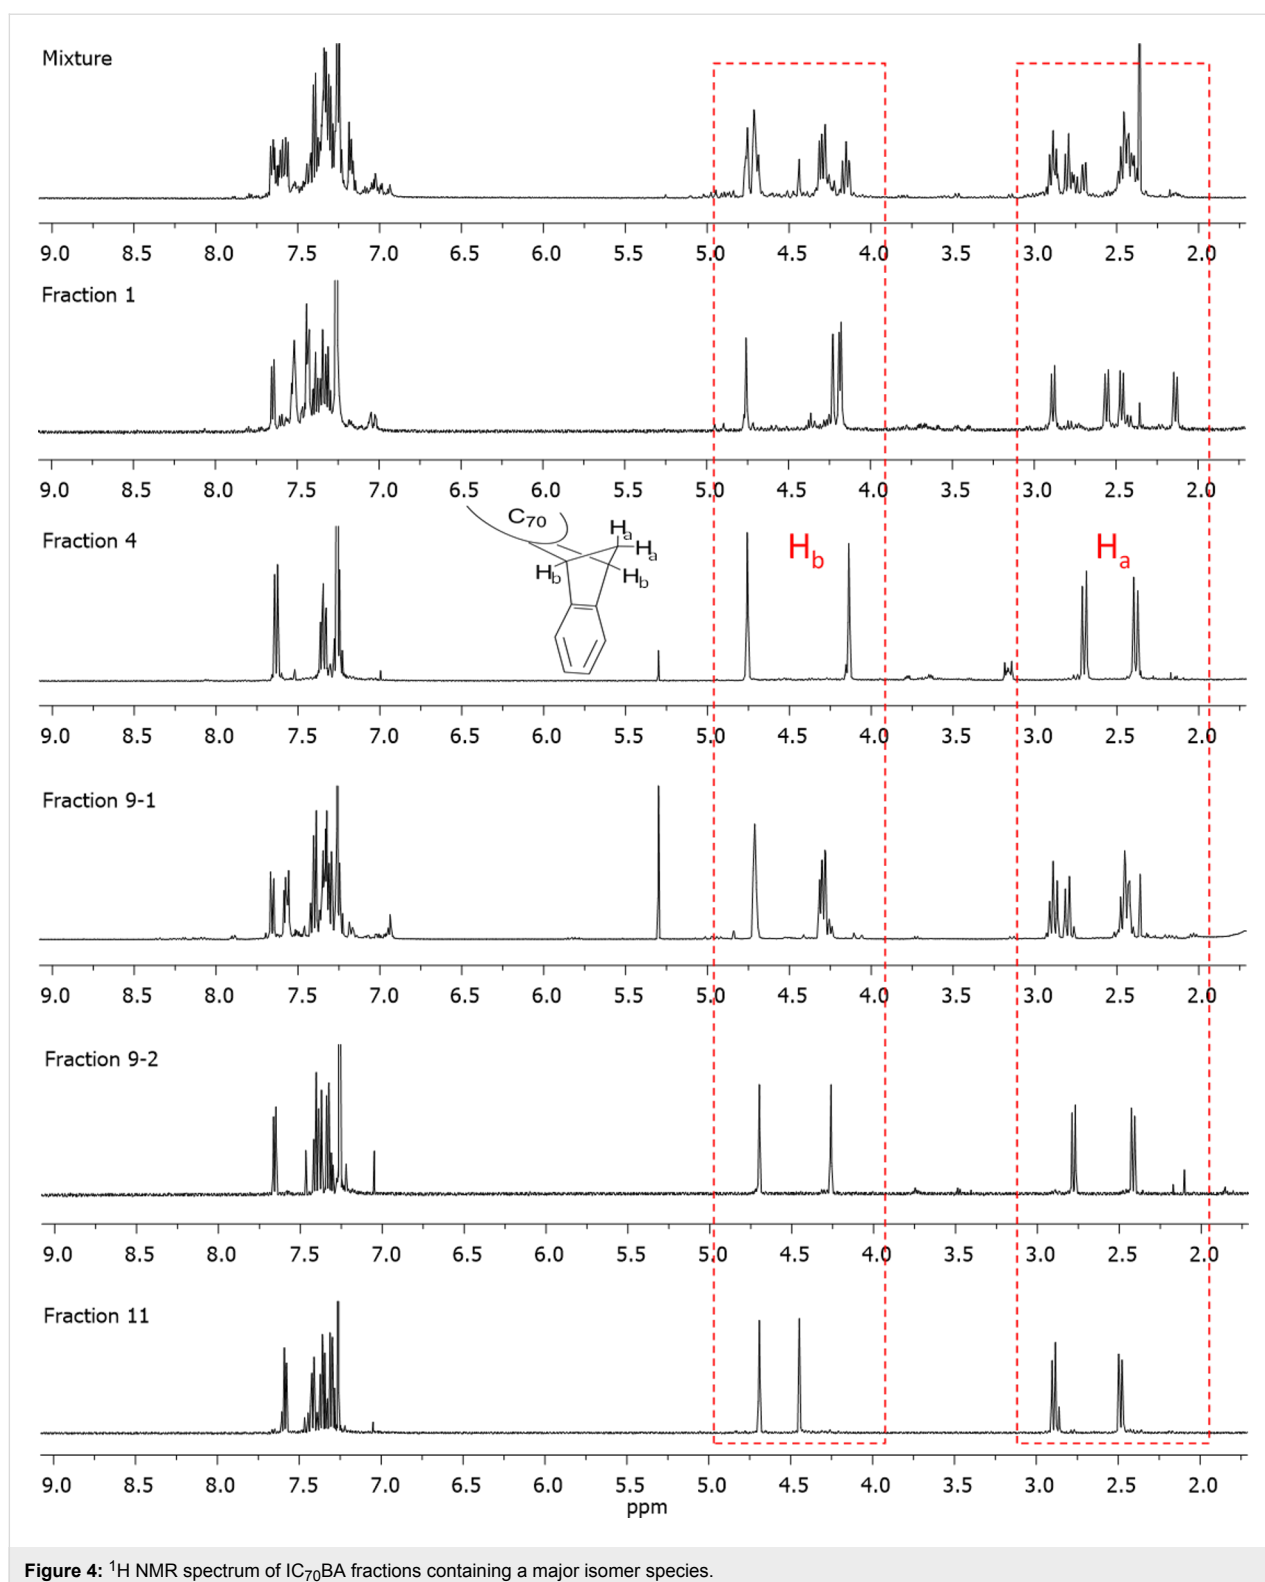 Mixture
9.0 8.5 8.0 7.5 7.0 6.5 6.0 5.5 5.0 4.5 4.0 3.5 3.0 2.5 2.0
Fraction 1
9.0 8.5 8.0 7.5 7.0 6.5 6.0 5.5 5.0 4.5 4.0 3.5 3.0 2.5 2.0
Fraction 4
C70
Ha
Ha
Hb
Hb
Hb
Ha
9.0 8.5 8.0 7.5 7.0 6.5 6.0 5.5 5.0 4.5 4.0 3.5 3.0 2.5 2.0
Fraction 9-1
9.0 8.5 8.0 7.5 7.0 6.5 6.0 5.5 5.0 4.5 4.0 3.5 3.0 2.5 2.0
Fraction 9-2
9.0 8.5 8.0 7.5 7.0 6.5 6.0 5.5 5.0 4.5 4.0 3.5 3.0 2.5 2.0
Fraction 11
9.0 8.5 8.0 7.5 7.0 6.5 6.0 5.5 5.0 4.5 4.0 3.5 3.0 2.5 2.0
ppm
Figure 4: ¹H NMR spectrum of IC₇₀BA fractions containing a major isomer species.